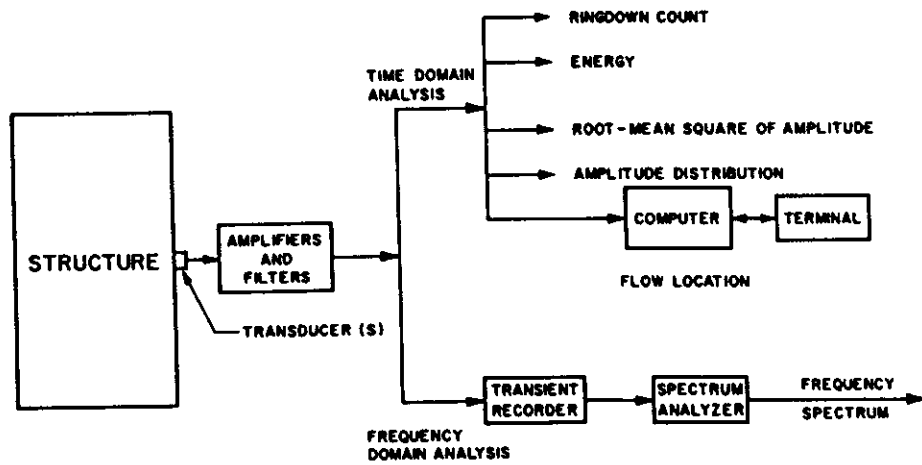 RINGDOWN COUNT
ENERGY
TIME DOMAIN
ANALYSIS
ROOT-MEAN SQUARE OF AMPLITUDE
AMPLITUDE DISTRIBUTION
COMPUTER
TERMINAL
FLOW LOCATION
STRUCTURE
AMPLIFIERS
AND
FILTERS
TRANSDUCER (S)
TRANSIENT
RECORDER
SPECTRUM
ANALYZER
FREQUENCY
SPECTRUM
FREQUENCY
DOMAIN ANALYSIS